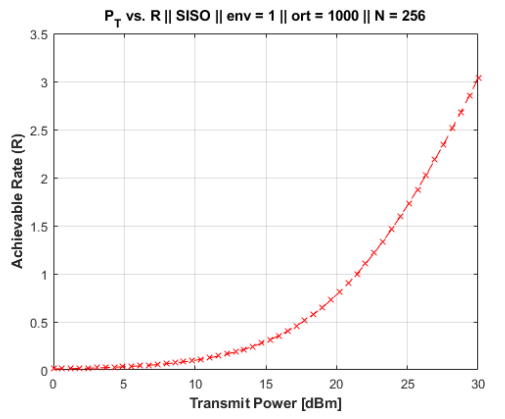 P_T vs. R || SISO || env = 1 || ort = 1000 || N = 256
3.5
3
2.5
2
1.5
1
0.5
0
Achievable Rate (R)
0 5 10 15 20 25 30
Transmit Power [dBm]